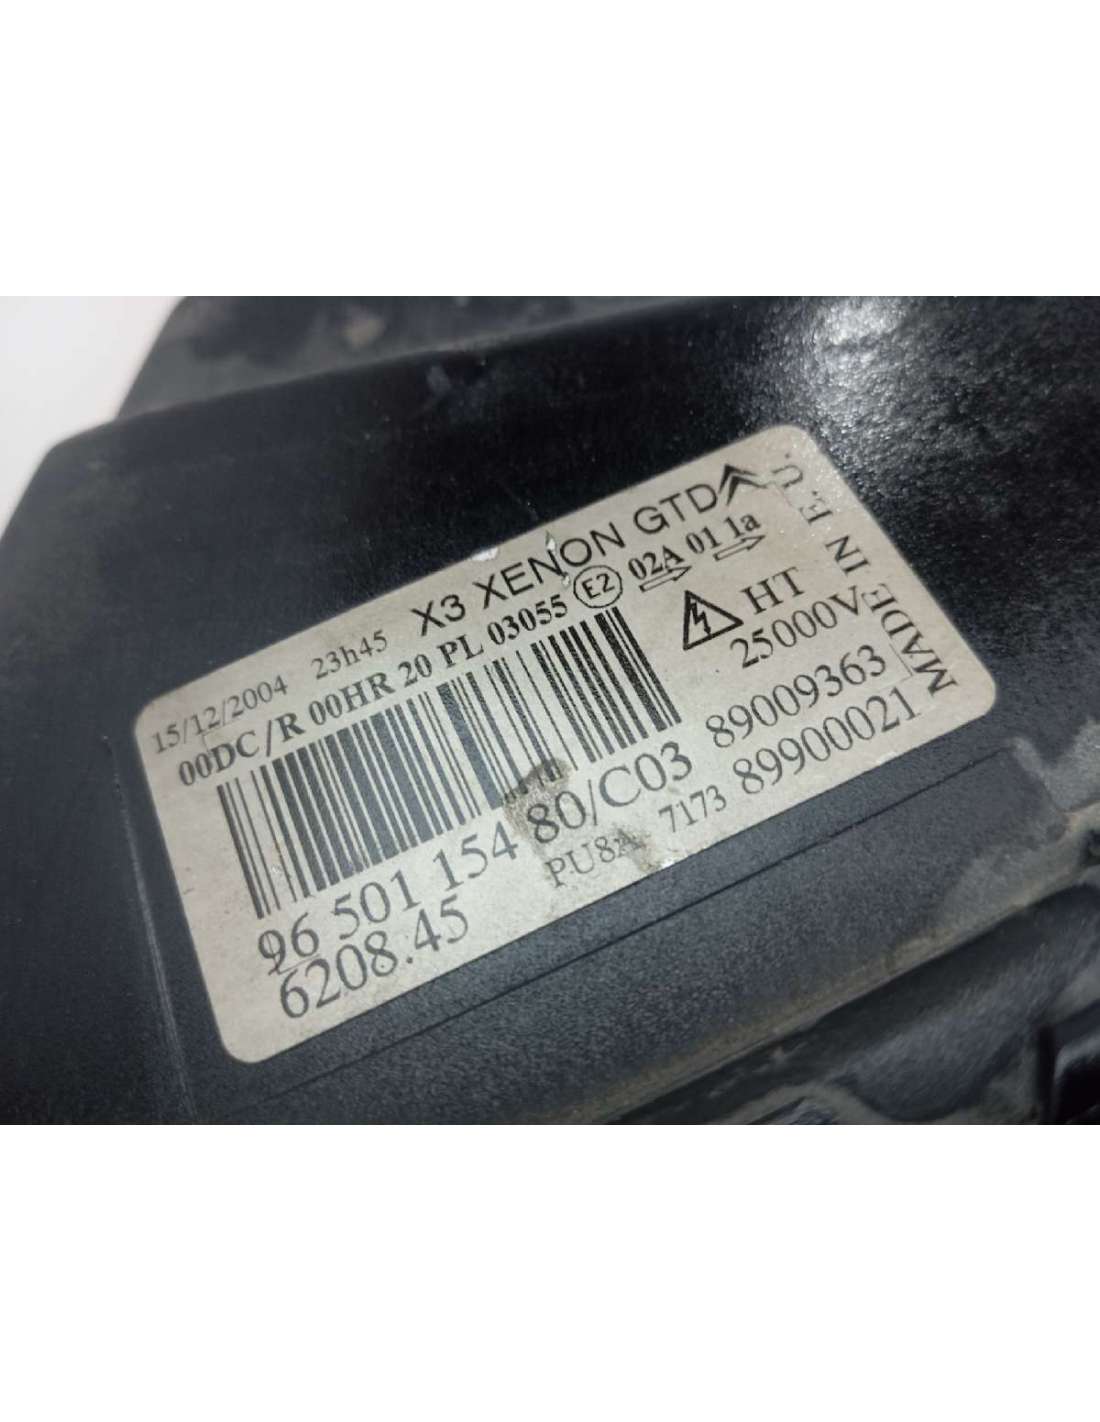 15/12/2004 23h45 X3 XENON GTD
00DC/R 00HR 20 PL 03055 E2 02A 01 1a
HT
25000V
MADE IN E.U.
96 501 154 80/C03 89009363
6208.45 PU8A 7173 89900021